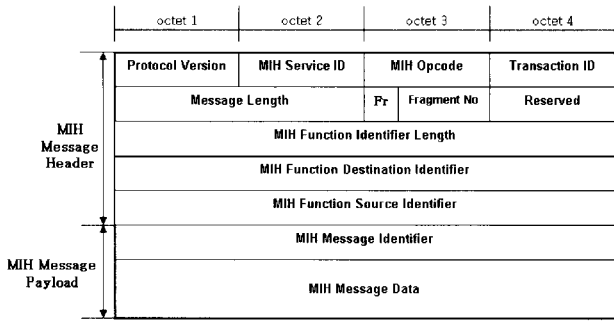 octet 1 octet 2 octet 3 octet 4
Protocol Version MIH Service ID MIH Opcode Transaction ID
Message Length Fr Fragment No Reserved
MIH Function Identifier Length
MIH Function Destination Identifier
MIH Function Source Identifier
MIH
Message
Header
MIH Message Identifier
MIH Message Data
MIH Message
Payload